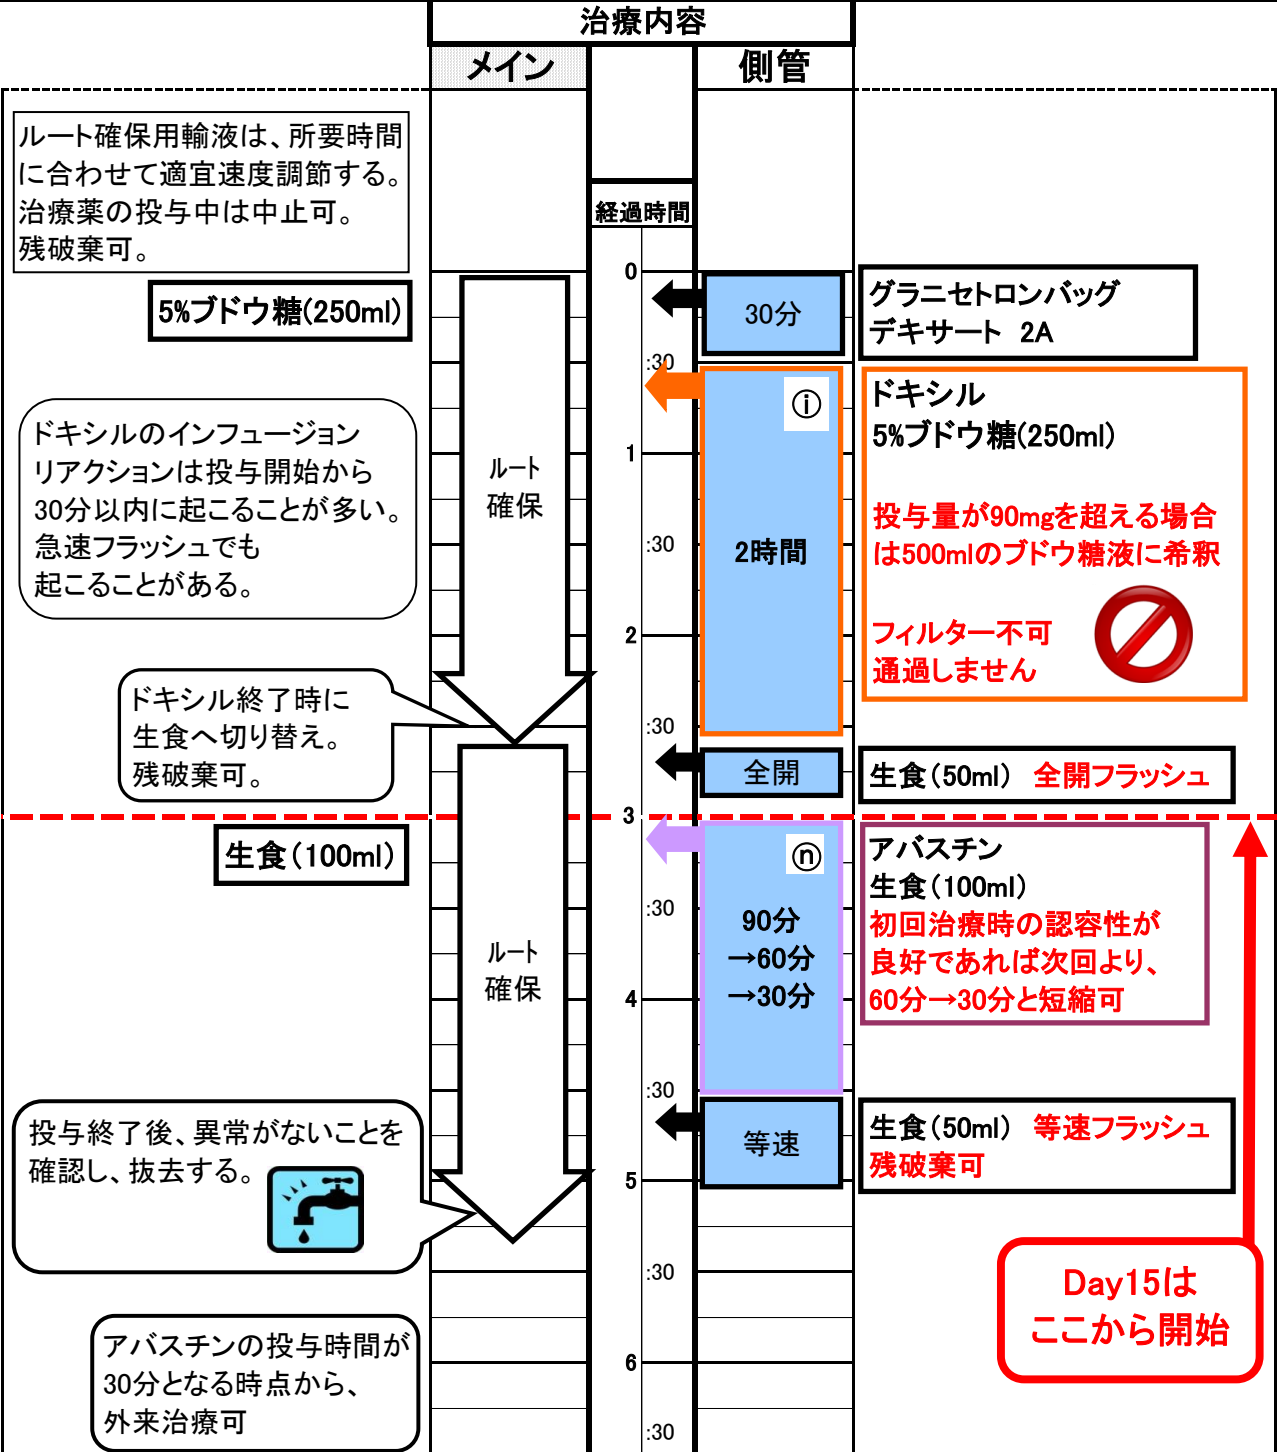 治療内容
メイン
側管
ルート確保用輸液は、所要時間
に合わせて適宜速度調節する。
治療薬の投与中は中止可。
残破棄可。
経過時間
0
5%ブドウ糖(250ml)
30分
グラニセトロンバッグ
デキサート 2A
:30
ⓘ
ドキシル
5%ブドウ糖(250ml)
投与量が90mgを超える場合
は500mlのブドウ糖液に希釈
フィルター不可
通過しません
ドキシルのインフュージョン
リアクションは投与開始から
30分以内に起こることが多い。
急速フラッシュでも
起こることがある。
ルート
確保
1
:30
2時間
2
ドキシル終了時に
生食へ切り替え。
残破棄可。
:30
全開
生食(50ml) 全開フラッシュ
3
生食(100ml)
ⓝ
アバスチン
生食(100ml)
初回治療時の認容性が
良好であれば次回より、
60分→30分と短縮可
:30
90分
→60分
→30分
ルート
確保
4
:30
投与終了後、異常がないことを
確認し、抜去する。
等速
生食(50ml) 等速フラッシュ
残破棄可
5
:30
Day15は
ここから開始
アバスチンの投与時間が
30分となる時点から、
外来治療可
6
:30